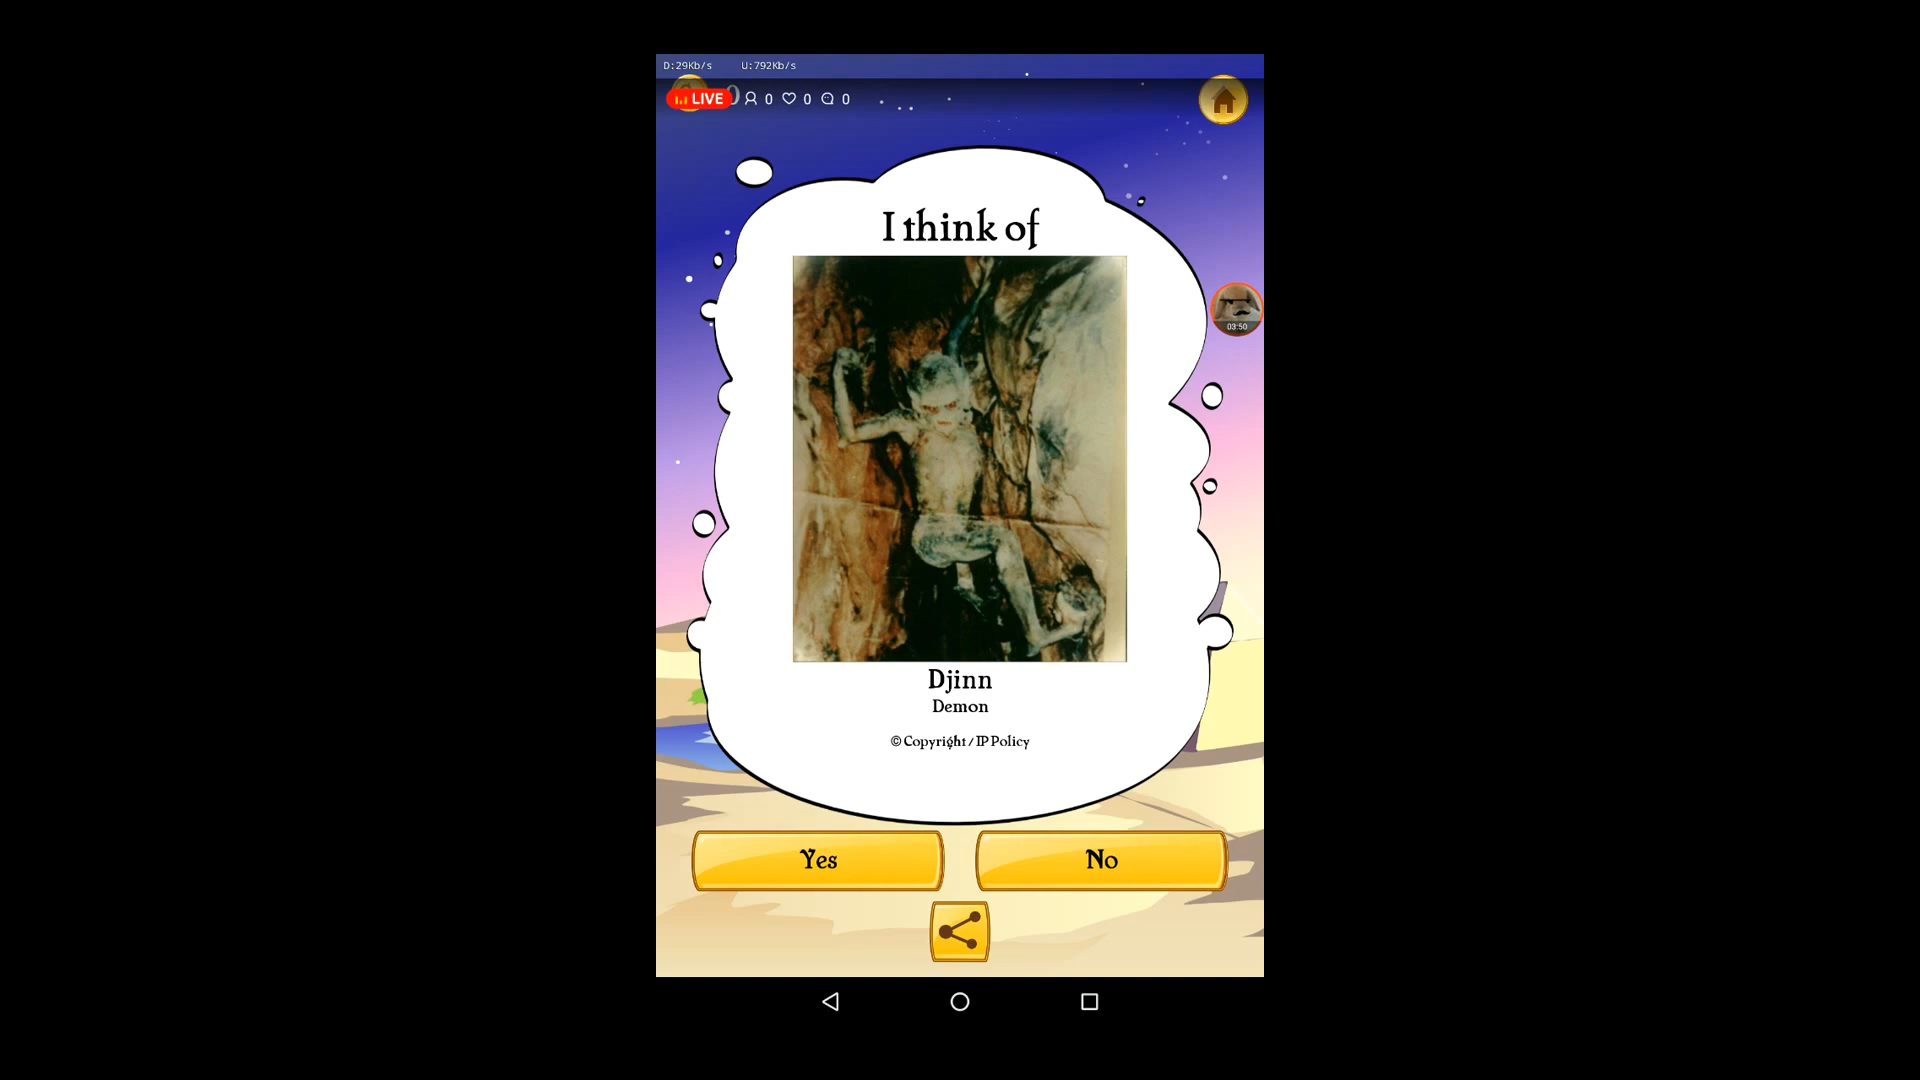 D:29Kb/s U:792Kb/s
LIVE 0 0 0
I think of
03:50
Djinn
Demon
© Copyright / IP Policy
Yes No